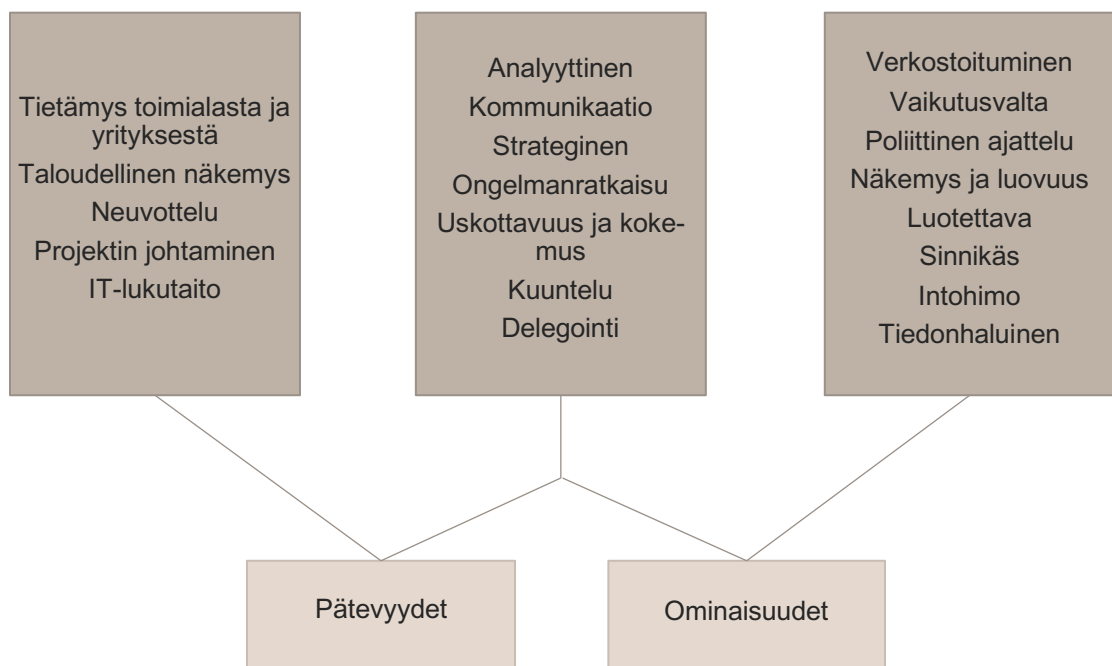 Tietämys toimialasta ja
yrityksestä
Taloudellinen näkemys
Neuvottelu
Projektin johtaminen
IT-lukutaito
Analyyttinen
Kommunikaatio
Strateginen
Ongelmanratkaisu
Uskottavuus ja koke-
mus
Kuuntelu
Delegointi
Verkostoituminen
Vaikutusvalta
Poliittinen ajattelu
Näkemys ja luovuus
Luotettava
Sinnikäs
Intohimo
Tiedonhaluinen
Pätevyydet
Ominaisuudet